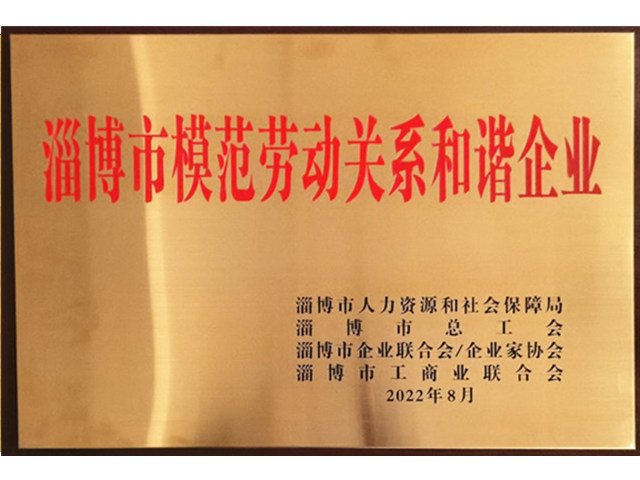 淄博市模范劳动关系和谐企业
淄博市人力资源和社会保障局
淄博市总工会
淄博市企业联合会/企业家协会
淄博市工商业联合会
2022年8月